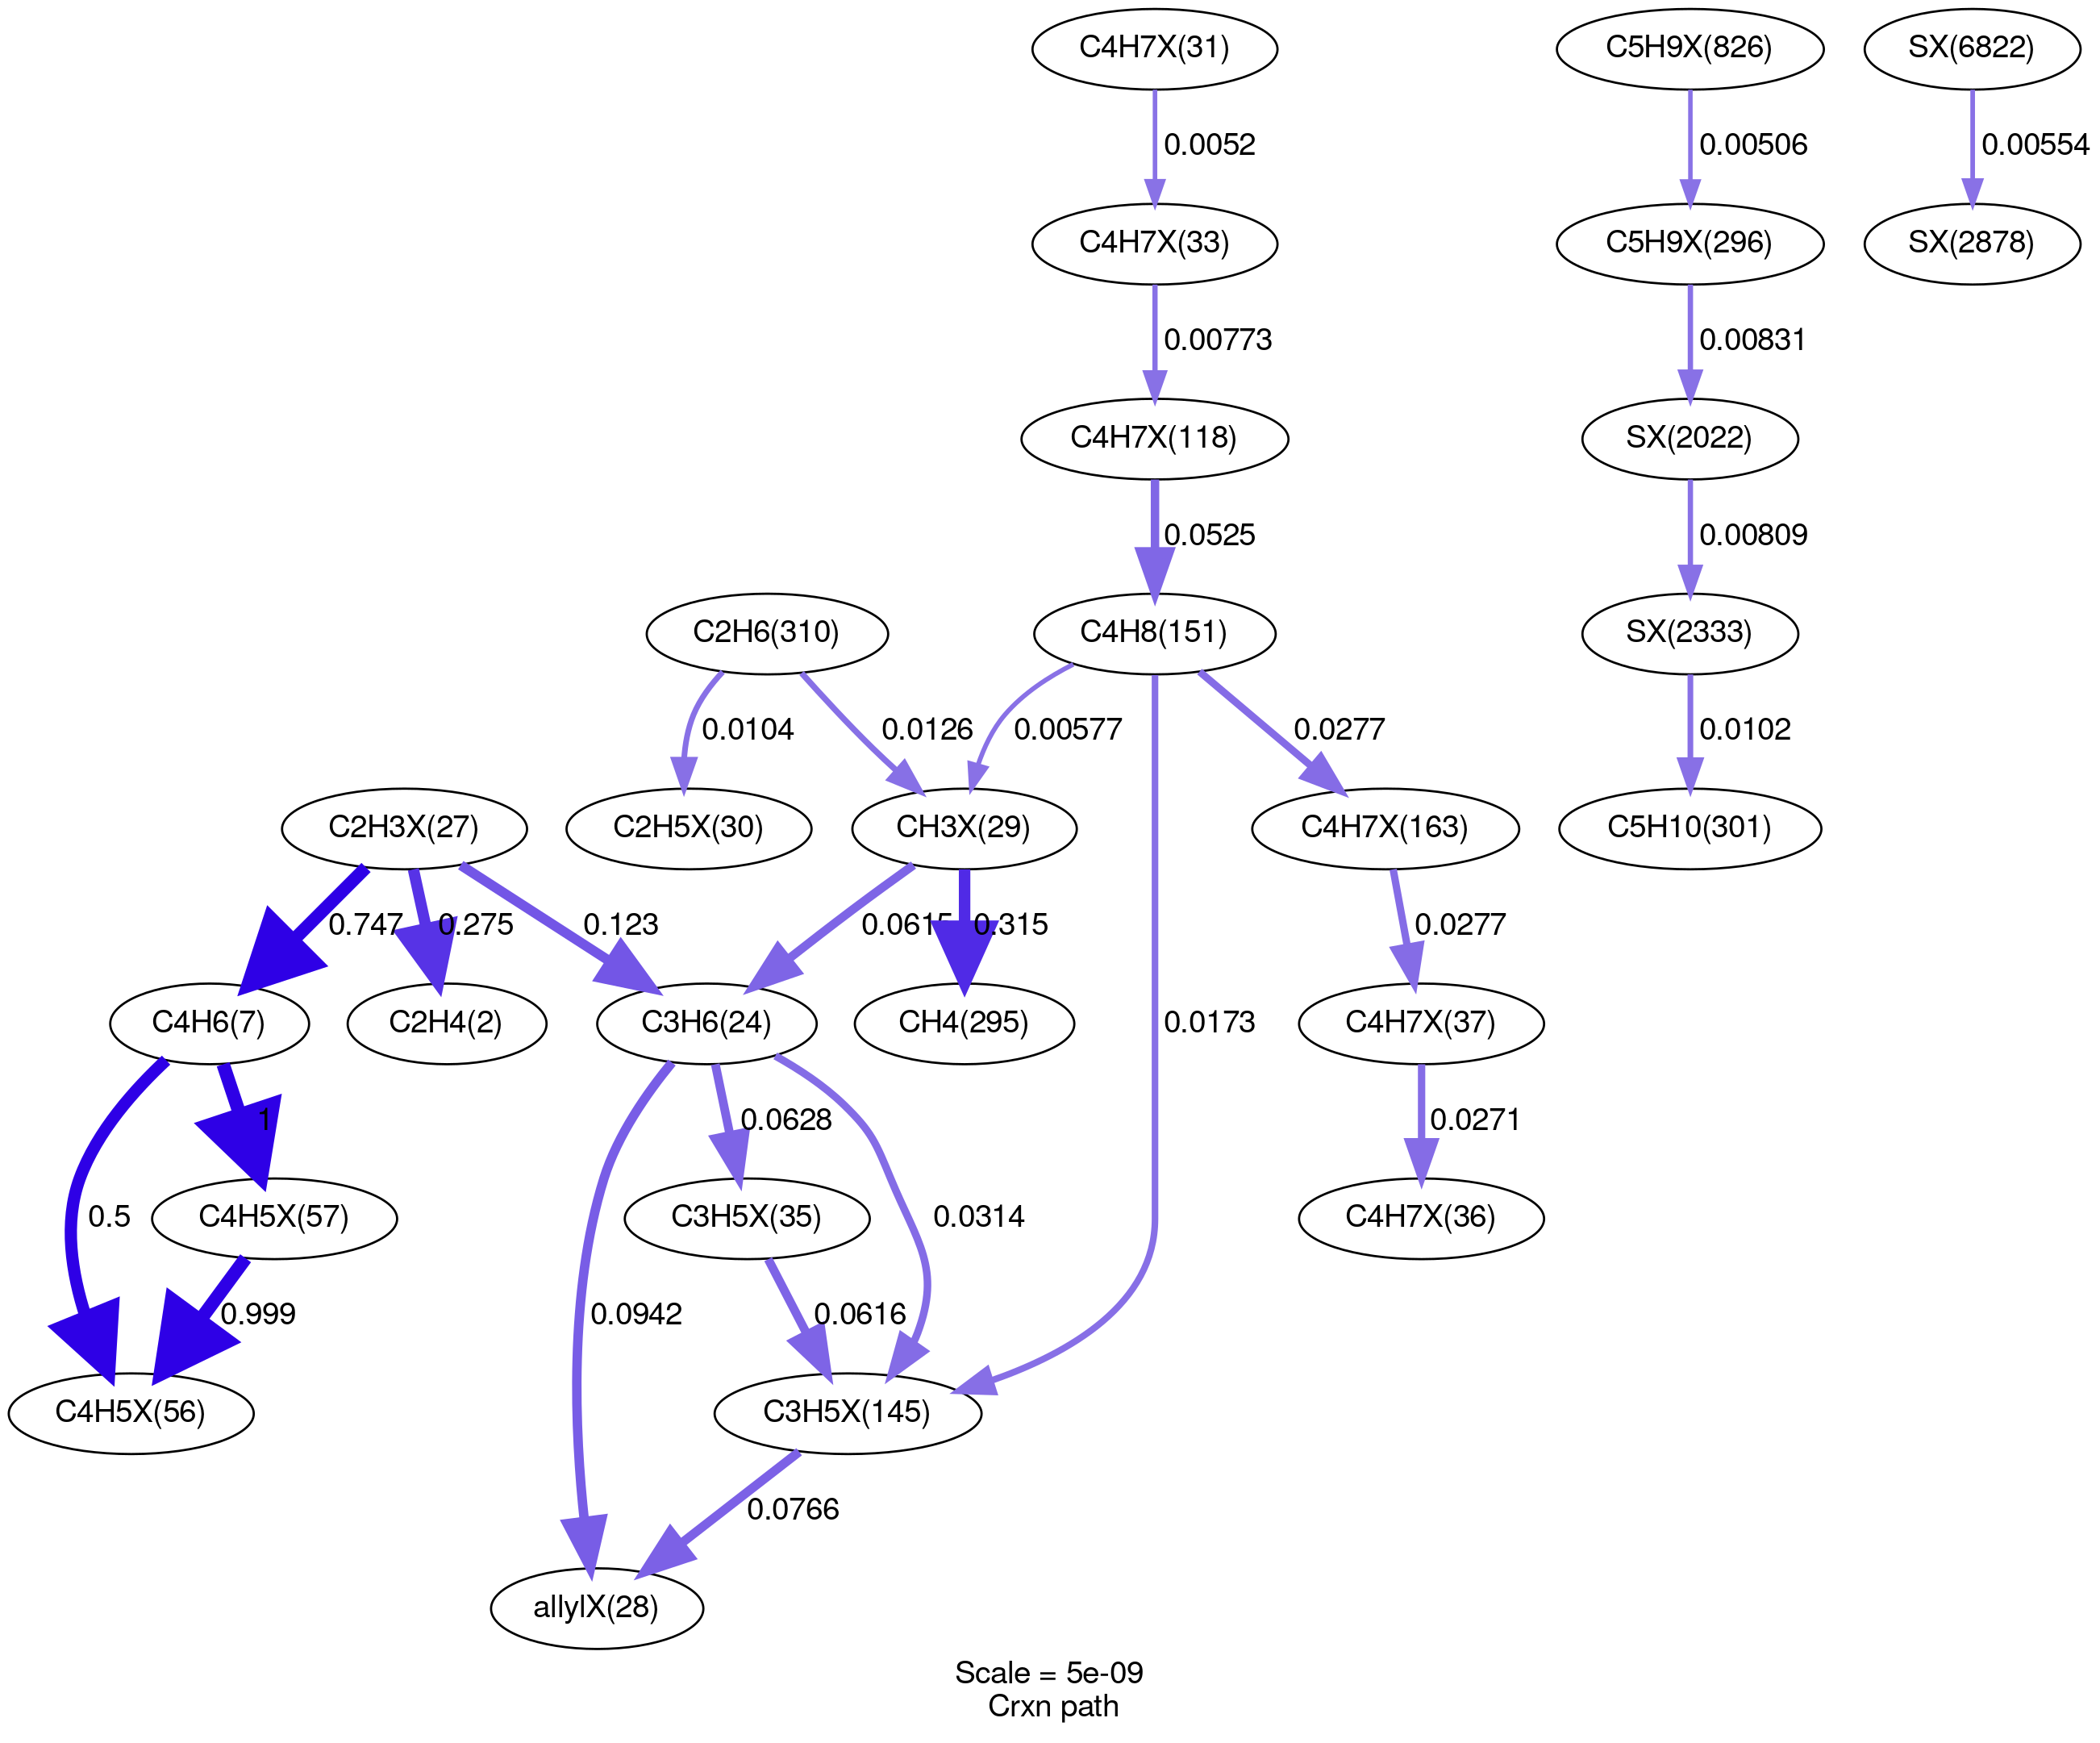 C4H7X(31)
C5H9X(826)
SX(6822)
0.0052
0.00506
0.00554
C4H7X(33)
C5H9X(296)
SX(2878)
0.00773
0.00831
C4H7X(118)
SX(2022)
0.0525
0.00809
C2H6(310)
C4H8(151)
SX(2333)
0.0104
0.0126
0.00577
0.0277
0.0102
C2H3X(27)
C2H5X(30)
CH3X(29)
C4H7X(163)
C5H10(301)
0.747
0.275
0.123
0.0615
0.315
0.0173
0.0277
C4H6(7)
C2H4(2)
C3H6(24)
CH4(295)
C4H7X(37)
1
0.0628
0.0271
0.5
C4H5X(57)
C3H5X(35)
0.0314
C4H7X(36)
0.999
0.0942
0.0616
C4H5X(56)
C3H5X(145)
0.0766
allylX(28)
Scale = 5e-09
Crxn path